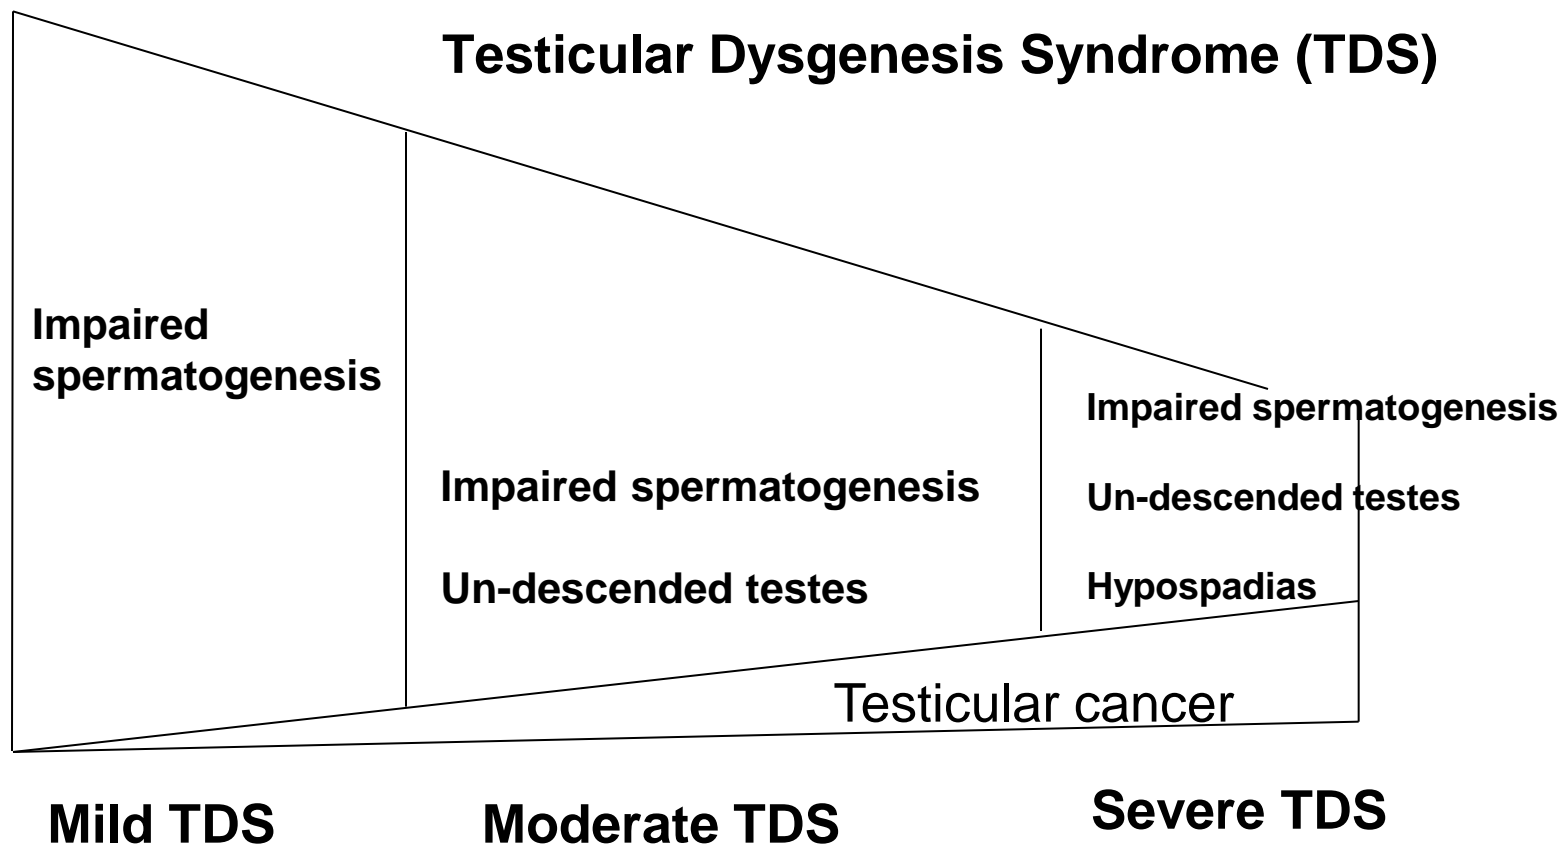 Testicular Dysgenesis Syndrome (TDS)
Impaired
spermatogenesis
Impaired spermatogenesis
Un-descended testes
Impaired spermatogenesis
Un-descended testes
Hypospadias
Testicular cancer
Mild TDS
Moderate TDS
Severe TDS